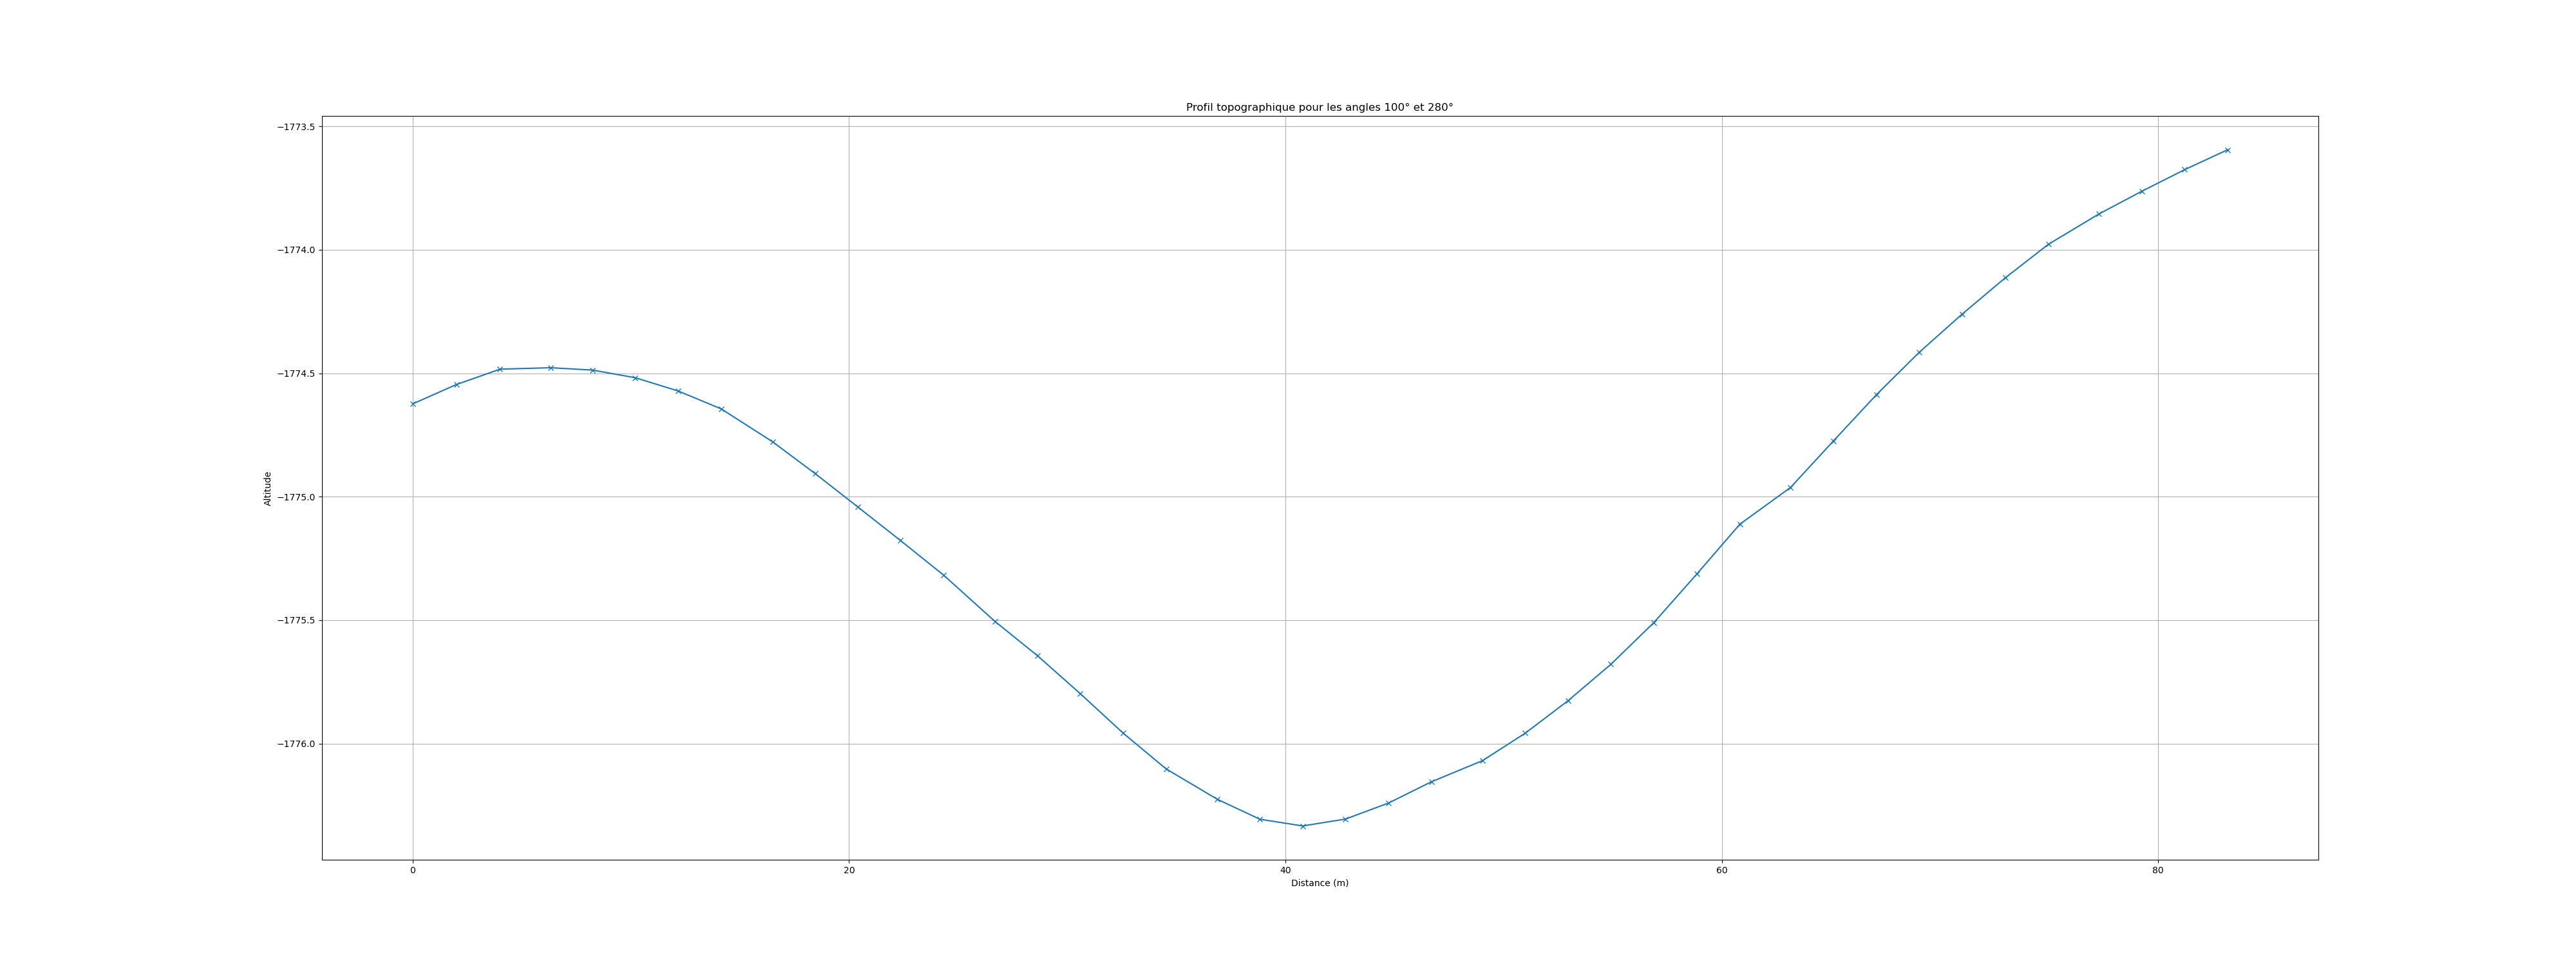 Profil topographique pour les angles 100° et 280°
−1773.5
−1774.0
−1774.5
−1775.0
−1775.5
−1776.0
Altitude
0 20 40 60 80
Distance (m)